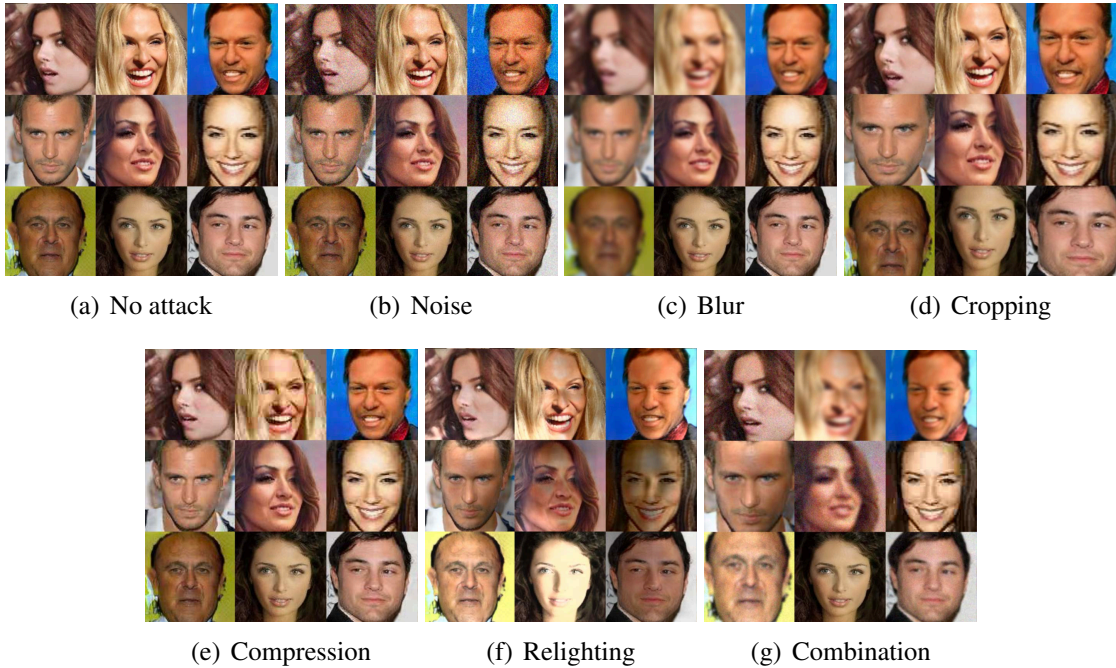 (a) No attack
(b) Noise
(c) Blur
(d) Cropping
(e) Compression
(f) Relighting
(g) Combination